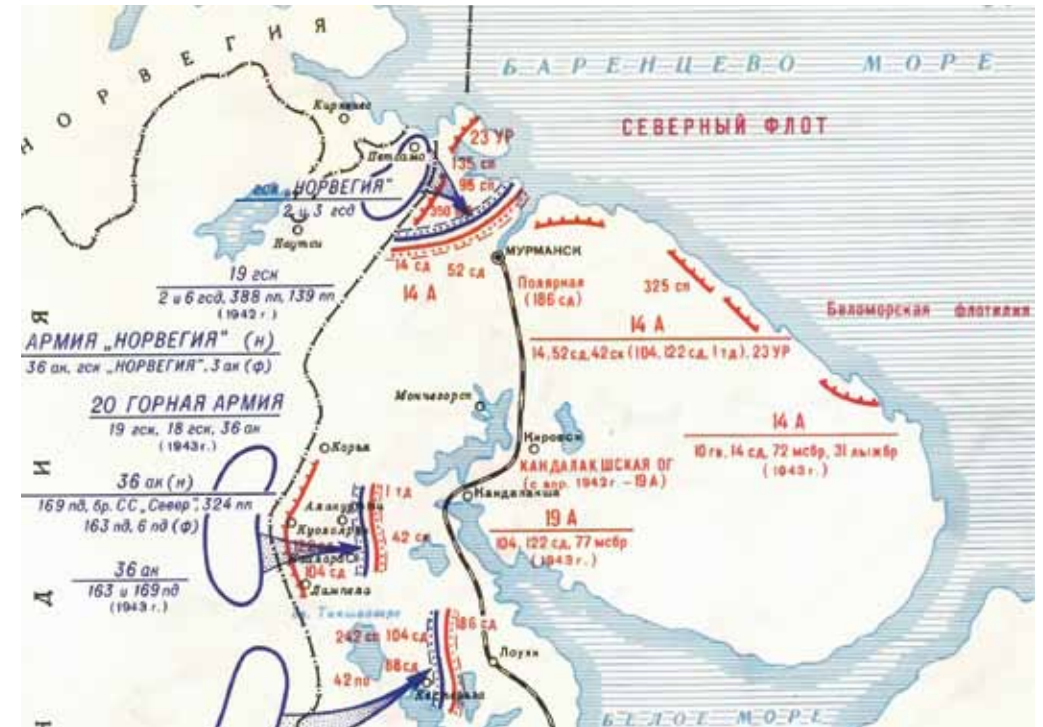 НОРВЕГИЯ
БАРЕНЦЕВО МОРЕ
СЕВЕРНЫЙ ФЛОТ
Киркенес
23 УР
Петсамо
135 сп
95 сп
гск „НОРВЕГИЯ"
2 и 3 гсд
350
Наутси
МУРМАНСК
14 сд
52 сд
14 А
Полярная
(186 сд)
325 сп
19 гск
2 и 6 гсд, 388 пп, 139 пп
(1942 г.)
Беломорская флотилия
14 А
14, 52 сд, 42 ск (104, 122 сд, 1 тд), 23 УР
АРМИЯ „НОРВЕГИЯ" (н)
36 ак, гск „НОРВЕГИЯ", 3 ак (ф)
Мончегорск
20 ГОРНАЯ АРМИЯ
19 гск, 18 гск, 36 ак
(1943 г.)
14 А
10 гв, 14 сд, 72 мсбр, 31 лыжбр
(1943 г.)
Кировск
Корья
КАНДАЛАКШСКАЯ ОГ
(с апр. 1942 г. - 19 А)
36 ак (н)
169 пд, бр. СС „Север", 324 пп
163 пд, 6 пд (ф)
1 тд
Кандалакша
Алакуртти
19 А
104, 122 сд, 77 мсбр
(1943 г.)
42 ск
104 сд
36 ак
163 и 169 пд
(1943 г.)
Лампела
242 сп 104 сд
186 сд
88 сд
42 пп
Лоухи
БЕЛОЕ МОРЕ